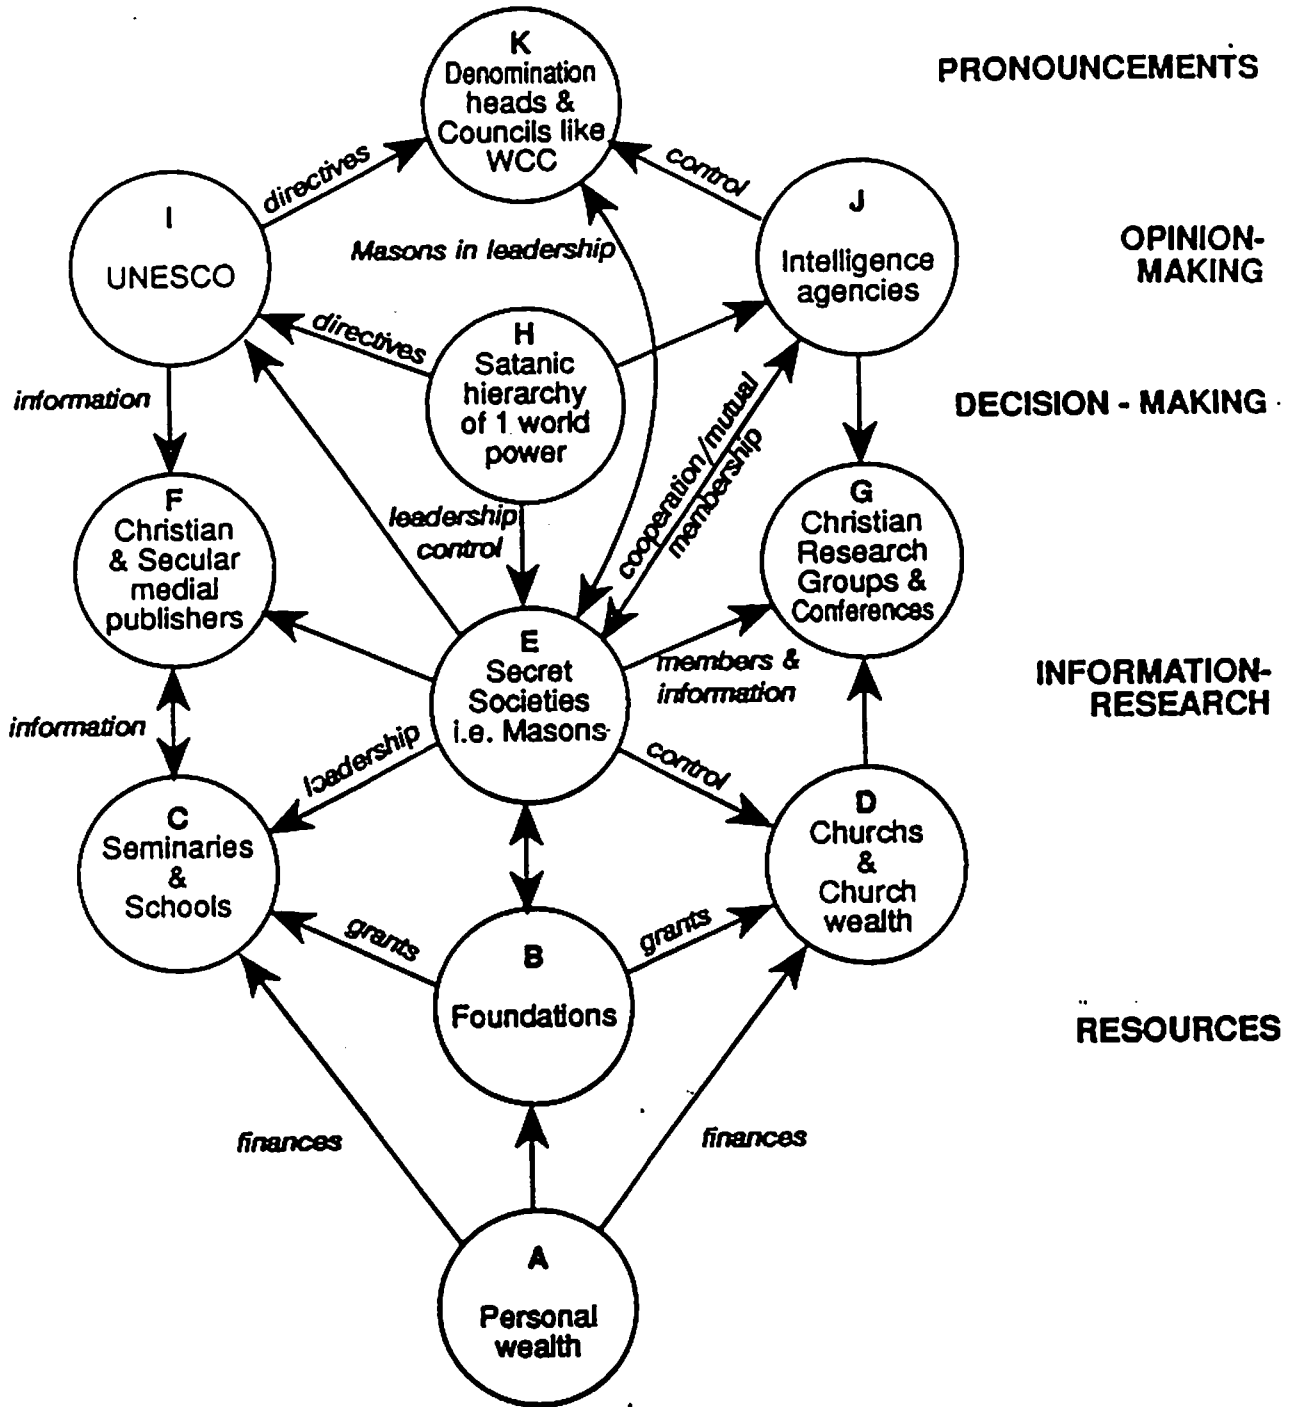 K
Denomination
heads &
Councils like
WCC
PRONOUNCEMENTS
directives
control
I
UNESCO
Masons in leadership
J
Intelligence
agencies
OPINION-
MAKING
directives
H
Satanic
hierarchy
of 1 world
power
information
DECISION - MAKING
cooperation/mutual
membership
F
Christian
& Secular
medial
publishers
leadership
control
G
Christian
Research
Groups &
Conferences
E
Secret
Societies
i.e. Masons
members &
information
INFORMATION-
RESEARCH
information
leadership
control
C
Seminaries
&
Schools
D
Churchs
&
Church
wealth
grants
grants
B
Foundations
RESOURCES
finances
finances
A
Personal
wealth